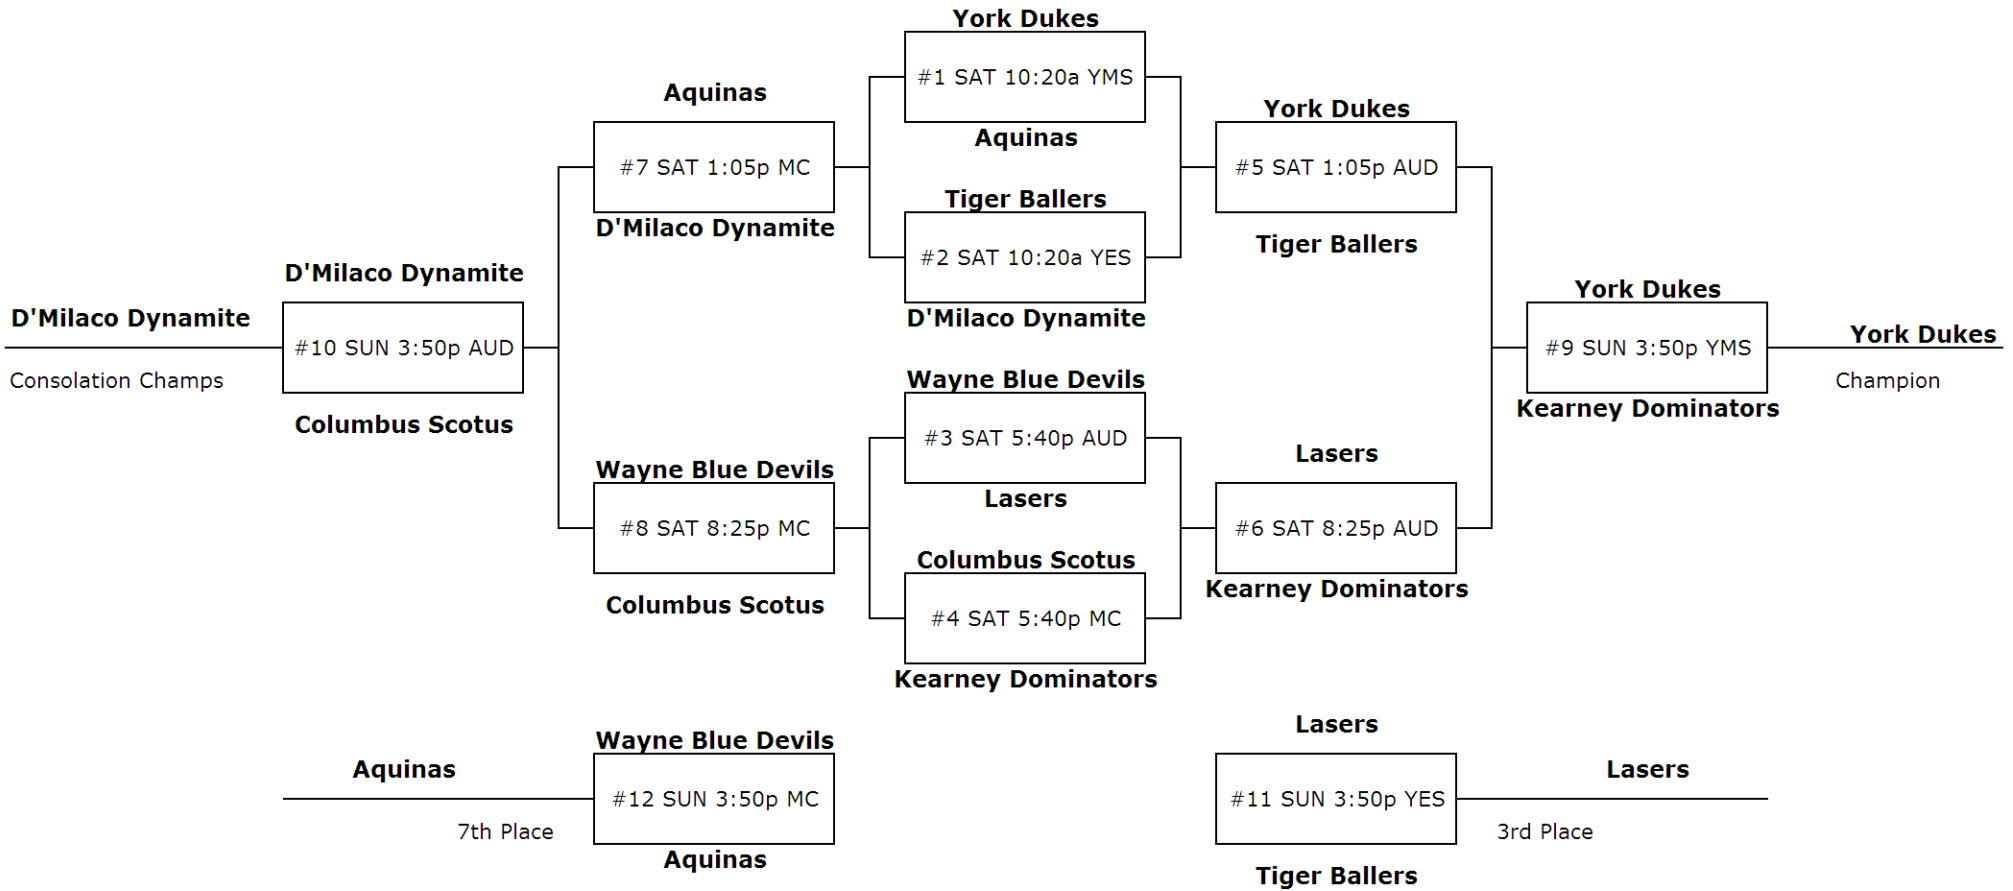 York Dukes
#1 SAT 10:20a YMS
Aquinas
Aquinas
#7 SAT 1:05p MC
D'Milaco Dynamite
York Dukes
#5 SAT 1:05p AUD
Tiger Ballers
Tiger Ballers
#2 SAT 10:20a YES
D'Milaco Dynamite
D'Milaco Dynamite
#10 SUN 3:50p AUD
Columbus Scotus
D'Milaco Dynamite
Consolation Champs
York Dukes
#9 SUN 3:50p YMS
Kearney Dominators
York Dukes
Champion
Wayne Blue Devils
#3 SAT 5:40p AUD
Lasers
Wayne Blue Devils
#8 SAT 8:25p MC
Columbus Scotus
Lasers
#6 SAT 8:25p AUD
Kearney Dominators
Columbus Scotus
#4 SAT 5:40p MC
Kearney Dominators
Wayne Blue Devils
#12 SUN 3:50p MC
Aquinas
Aquinas
7th Place
Lasers
#11 SUN 3:50p YES
Tiger Ballers
Lasers
3rd Place